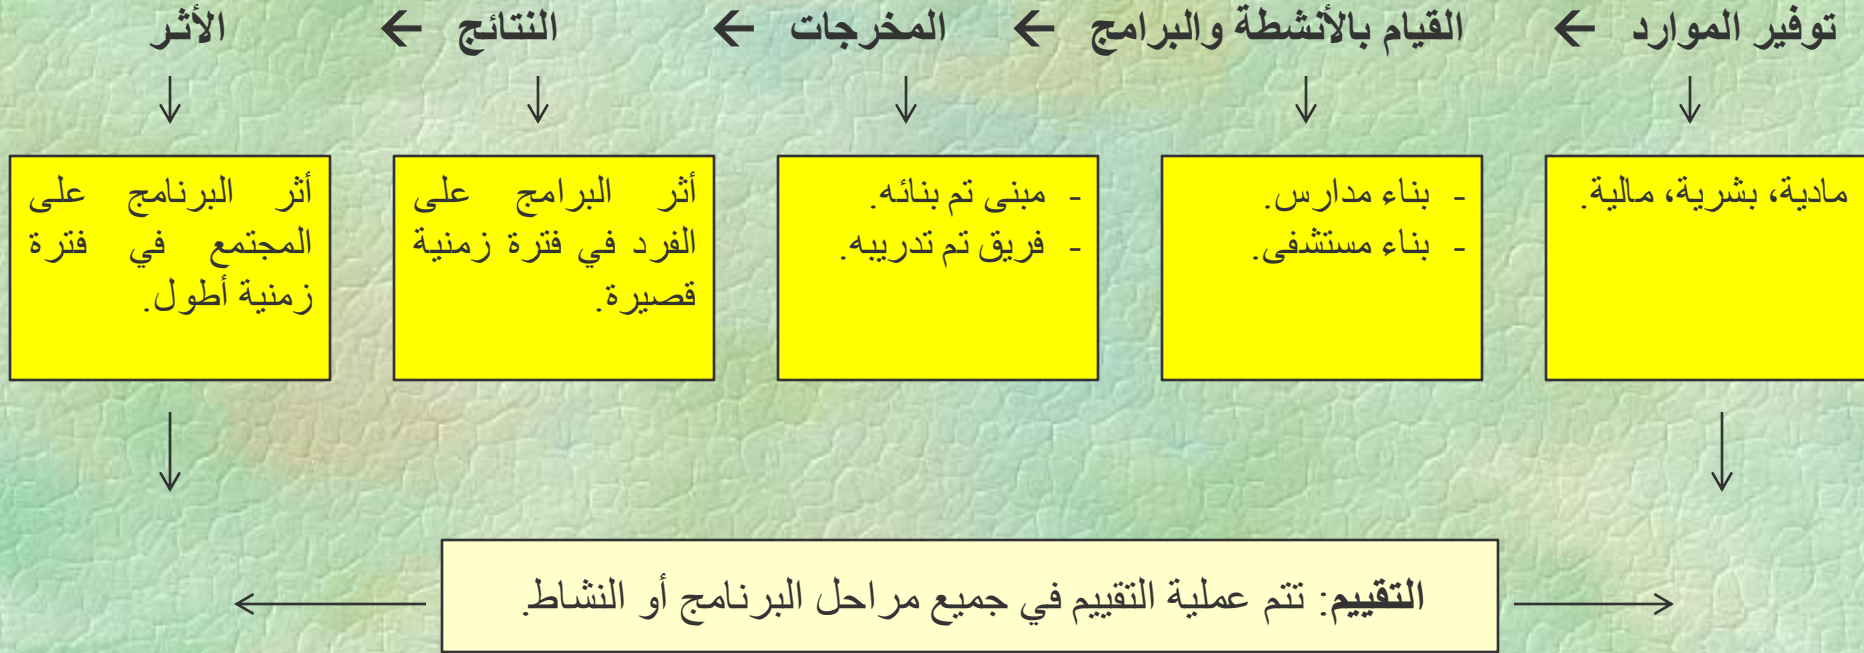 توفير الموارد ← القيام بالأنشطة والبرامج ← المخرجات ← النتائج ← الأثر
مادية، بشرية، مالية.
- بناء مدارس.
- بناء مستشفى.
- مبنى تم بنائه.
- فريق تم تدريبه.
أثر البرامج على
الفرد في فترة زمنية
قصيرة.
أثر البرنامج على
المجتمع في فترة
زمنية أطول.
التقييم: تتم عملية التقييم في جميع مراحل البرنامج أو النشاط.